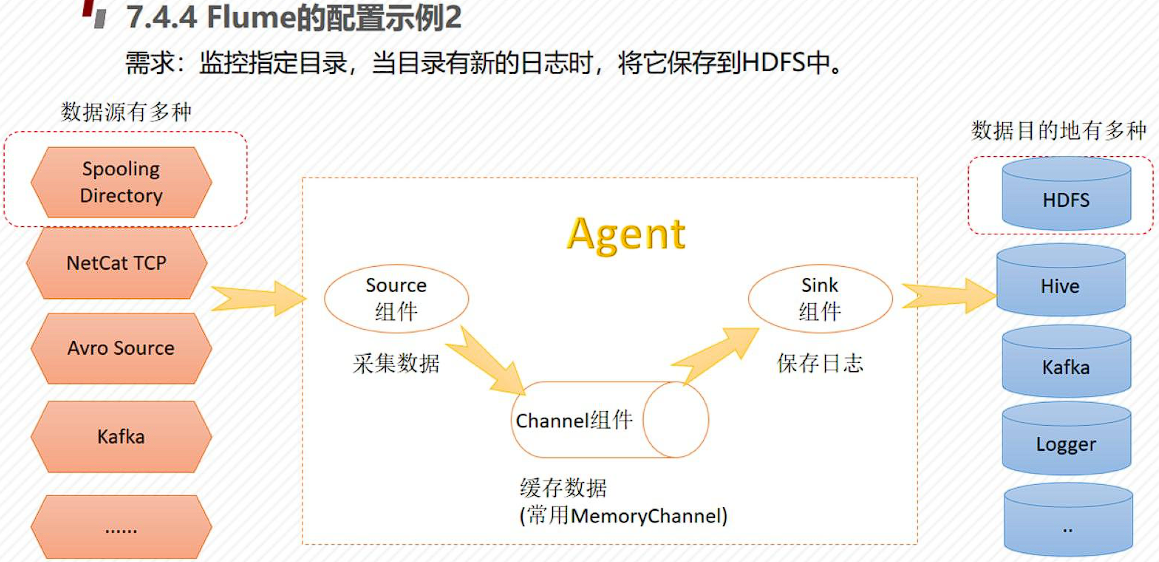 7.4.4 Flume的配置示例2
需求：监控指定目录，当目录有新的日志时，将它保存到HDFS中。
数据源有多种
Spooling
Directory
NetCat TCP
Avro Source
Kafka
......
Agent
Source
组件
采集数据
Channel组件
缓存数据
(常用MemoryChannel)
Sink
组件
保存日志
数据目的地有多种
HDFS
Hive
Kafka
Logger
..